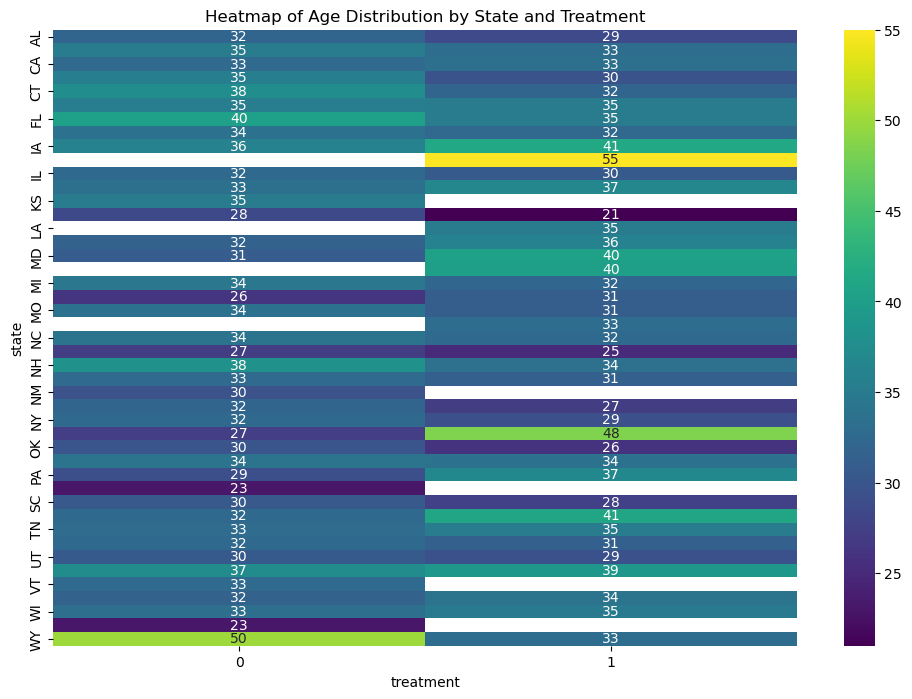 Heatmap of Age Distribution by State and Treatment
AL 32 29
35 33
CA 33 33
35 30
CT 38 32
35 35
FL 40 35
34 32
IA 36 41
55
IL 32 30
33 37
KS 35
28 21
LA 35
32 36
MD 31 40
40
MI 34 32
26 31
MO 34 31
33
NC 34 32
27 25
NH 38 34
33 31
NM 30
32 27
NY 32 29
27 48
OK 30 26
34 34
PA 29 37
23
SC 30 28
32 41
TN 33 35
32 31
UT 30 29
37 39
VT 33
32 34
WI 33 35
23
WY 50 33
state
0 1
treatment
55
50
45
40
35
30
25